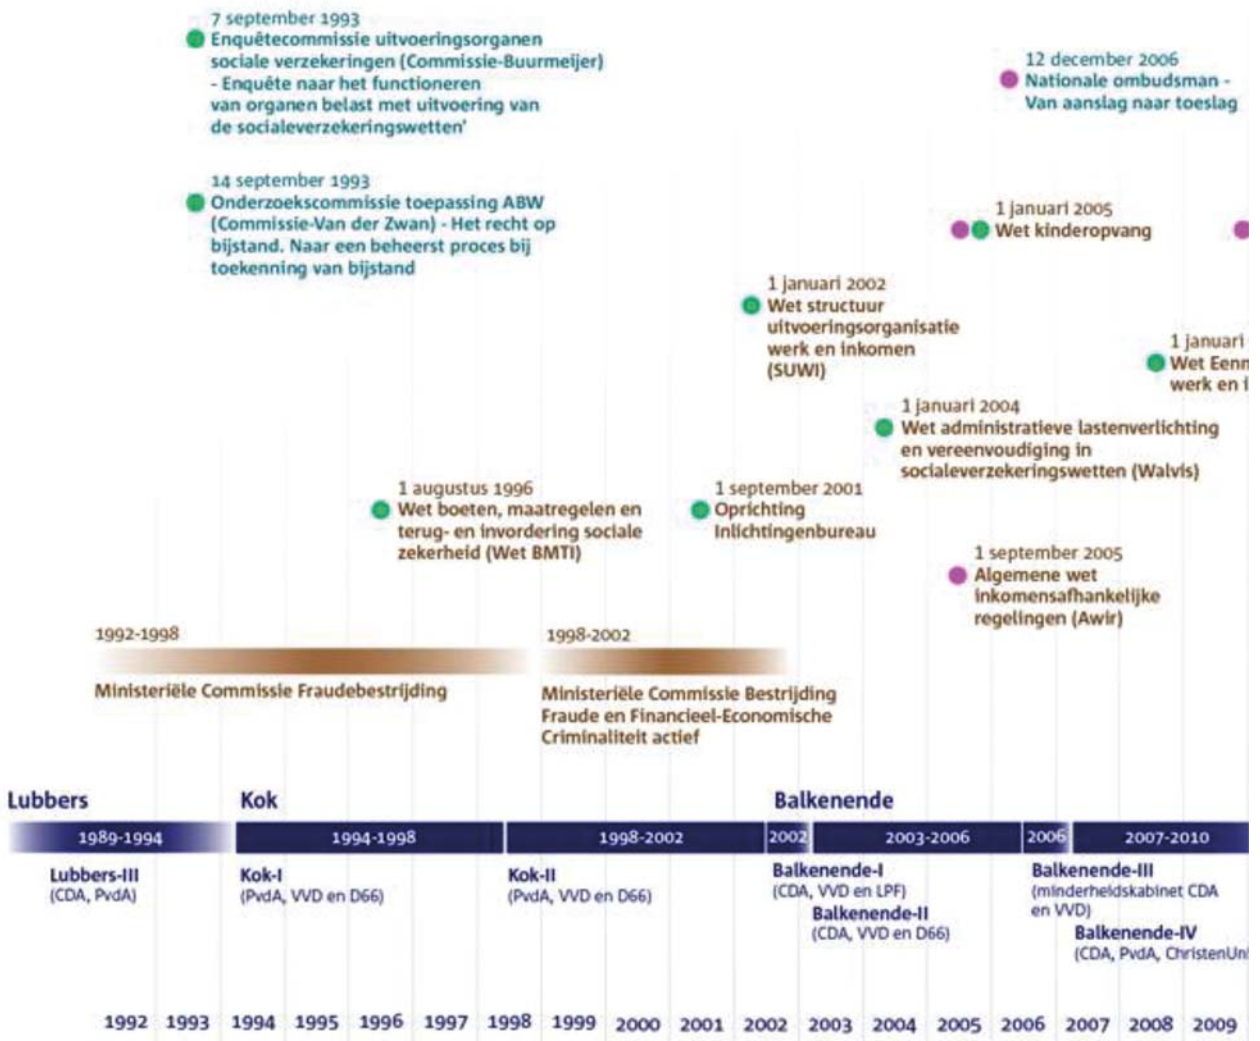 7 september 1993
Enquêtecommissie uitvoeringsorganen
sociale verzekeringen (Commissie-Buurmeijer)
- Enquête naar het functioneren
van organen belast met uitvoering van
de socialeverzekeringswetten'
12 december 2006
Nationale ombudsman -
Van aanslag naar toeslag
14 september 1993
Onderzoekscommissie toepassing ABW
(Commissie-Van der Zwan) - Het recht op
bijstand. Naar een beheerst proces bij
toekenning van bijstand
1 januari 2005
Wet kinderopvang
1 januari 2002
Wet structuur
uitvoeringsorganisatie
werk en inkomen
(SUWI)
1 januari
Wet Eenm
werk en i
1 januari 2004
Wet administratieve lastenverlichting
en vereenvoudiging in
socialeverzekeringswetten (Walvis)
1 augustus 1996
Wet boeten, maatregelen en
terug- en invordering sociale
zekerheid (Wet BMTI)
1 september 2001
Oprichting
Inlichtingenbureau
1 september 2005
Algemene wet
inkomensafhankelijke
regelingen (Awir)
1992-1998
Ministeriële Commissie Fraudebestrijding
1998-2002
Ministeriële Commissie Bestrijding
Fraude en Financieel-Economische
Criminaliteit actief
Lubbers Kok Balkenende
1989-1994 1994-1998 1998-2002 2002 2003-2006 2006 2007-2010
Lubbers-III
(CDA, PvdA)
Kok-I
(PvdA, VVD en D66)
Kok-II
(PvdA, VVD en D66)
Balkenende-I
(CDA, VVD en LPF)
Balkenende-II
(CDA, VVD en D66)
Balkenende-III
(minderheidskabinet CDA
en VVD)
Balkenende-IV
(CDA, PvdA, ChristenUni
1992 1993 1994 1995 1996 1997 1998 1999 2000 2001 2002 2003 2004 2005 2006 2007 2008 2009